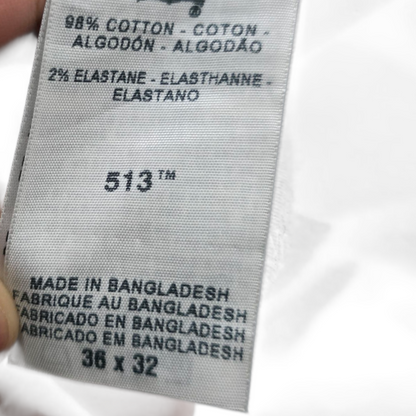 98% COTTON - COTON -
ALGODÓN - ALGODÃO
2% ELASTANE - ELASTHANNE -
ELASTANO
513™
MADE IN BANGLADESH
FABRIQUE AU BANGLADESH
FABRICADO EN BANGLADESH
FABRICADO EM BANGLADESH
36 x 32